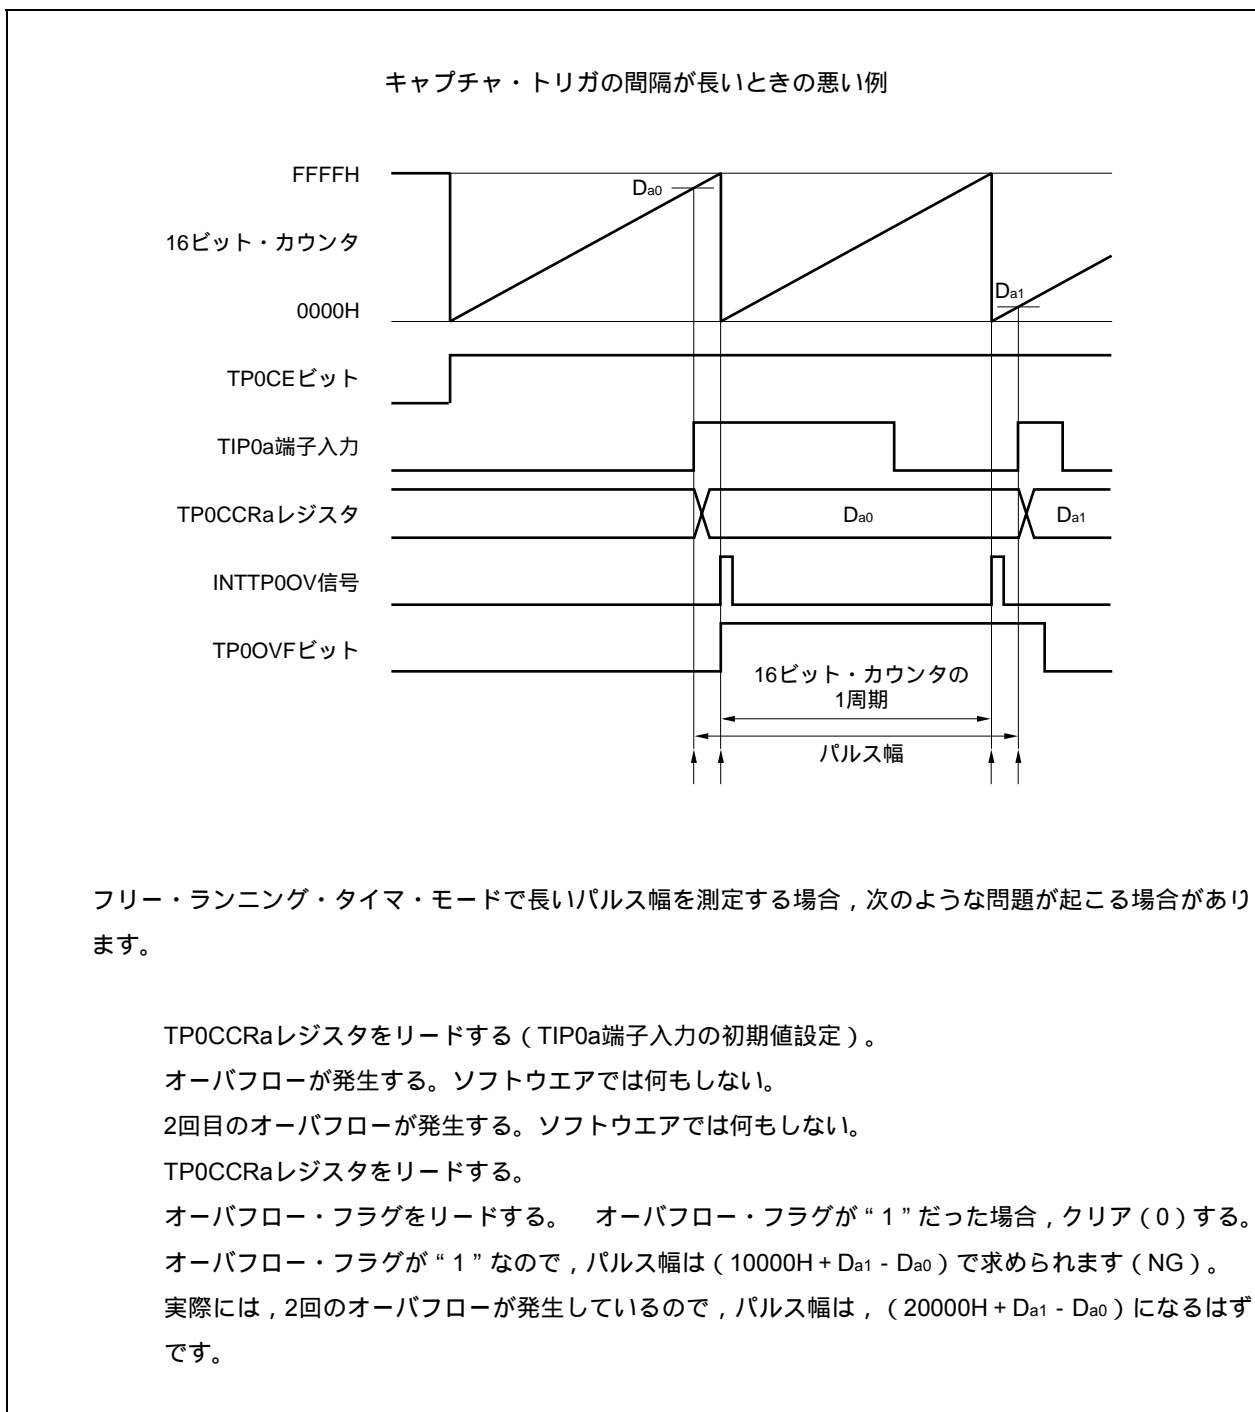 キャプチャ・トリガの間隔が長いときの悪い例
FFFFH
16ビット・カウンタ
0000H
Da0
Da1
TP0CEビット
TIP0a端子入力
TP0CCRaレジスタ
Da0
Da1
INTTP0OV信号
TP0OVFビット
16ビット・カウンタの
1周期
パルス幅
フリー・ランニング・タイマ・モードで長いパルス幅を測定する場合，次のような問題が起こる場合があり
ます。
TP0CCRaレジスタをリードする（TIP0a端子入力の初期値設定）。
オーバフローが発生する。ソフトウエアでは何もしない。
2回目のオーバフローが発生する。ソフトウエアでは何もしない。
TP0CCRaレジスタをリードする。
オーバフロー・フラグをリードする。　オーバフロー・フラグが“1”だった場合，クリア（0）する。
オーバフロー・フラグが“1”なので，パルス幅は（10000H + Da1 - Da0）で求められます（NG）。
実際には，2回のオーバフローが発生しているので，パルス幅は，（20000H + Da1 - Da0）になるはず
です。